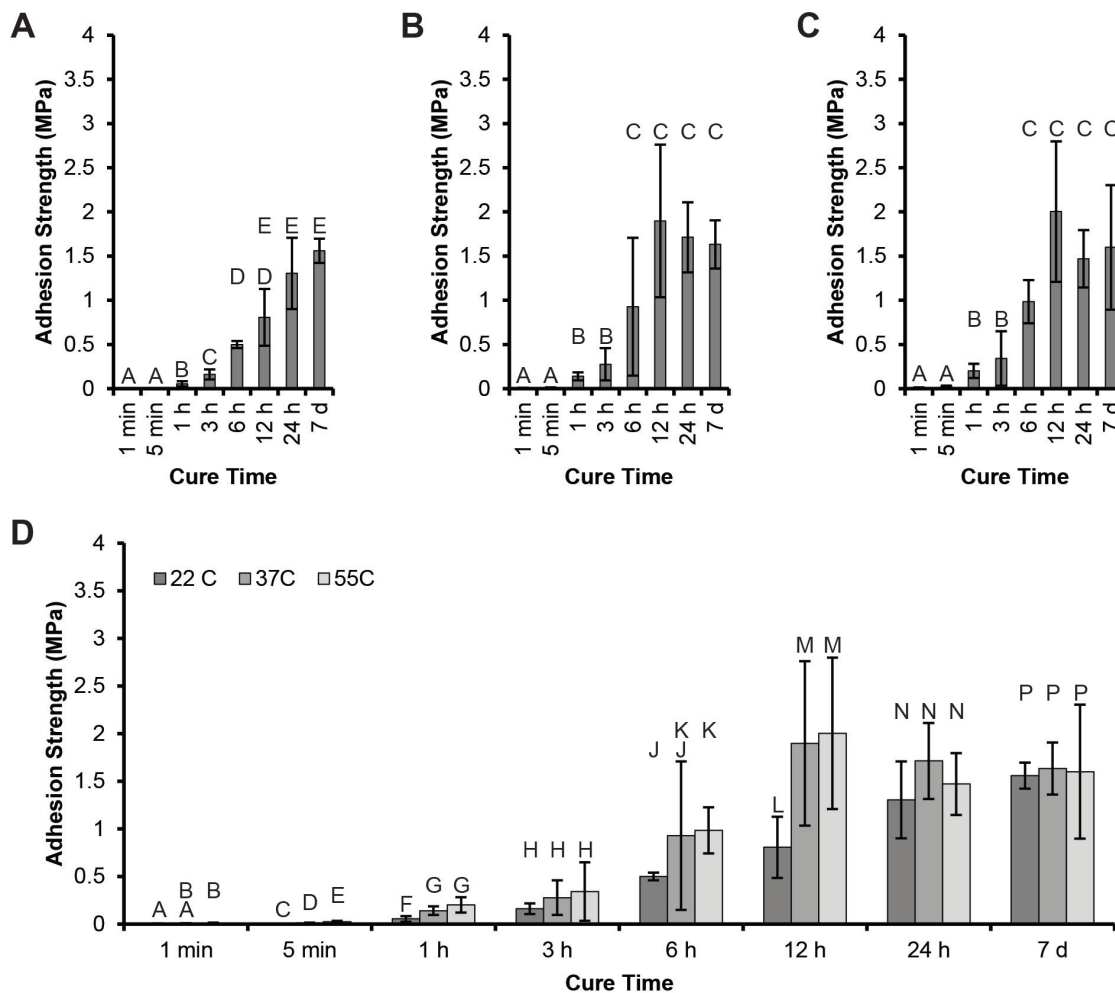 A
Adhesion Strength (MPa)
4
3.5
3
2.5
2
1.5
1
0.5
0
A A B C D D E E E
1 min 5 min 1 h 3 h 6 h 12 h 24 h 7 d
Cure Time
B
Adhesion Strength (MPa)
4
3.5
3
2.5
2
1.5
1
0.5
0
A A B B C C C C
1 min 5 min 1 h 3 h 6 h 12 h 24 h 7 d
Cure Time
C
Adhesion Strength (MPa)
4
3.5
3
2.5
2
1.5
1
0.5
0
A A B B C C C C
1 min 5 min 1 h 3 h 6 h 12 h 24 h 7 d
Cure Time
D
Adhesion Strength (MPa)
4
3.5
3
2.5
2
1.5
1
0.5
0
22 C 37C 55C
B B
A A
C D E
F G G
H H H
K K
J J
L M M
N N N
P P P
1 min 5 min 1 h 3 h 6 h 12 h 24 h 7 d
Cure Time